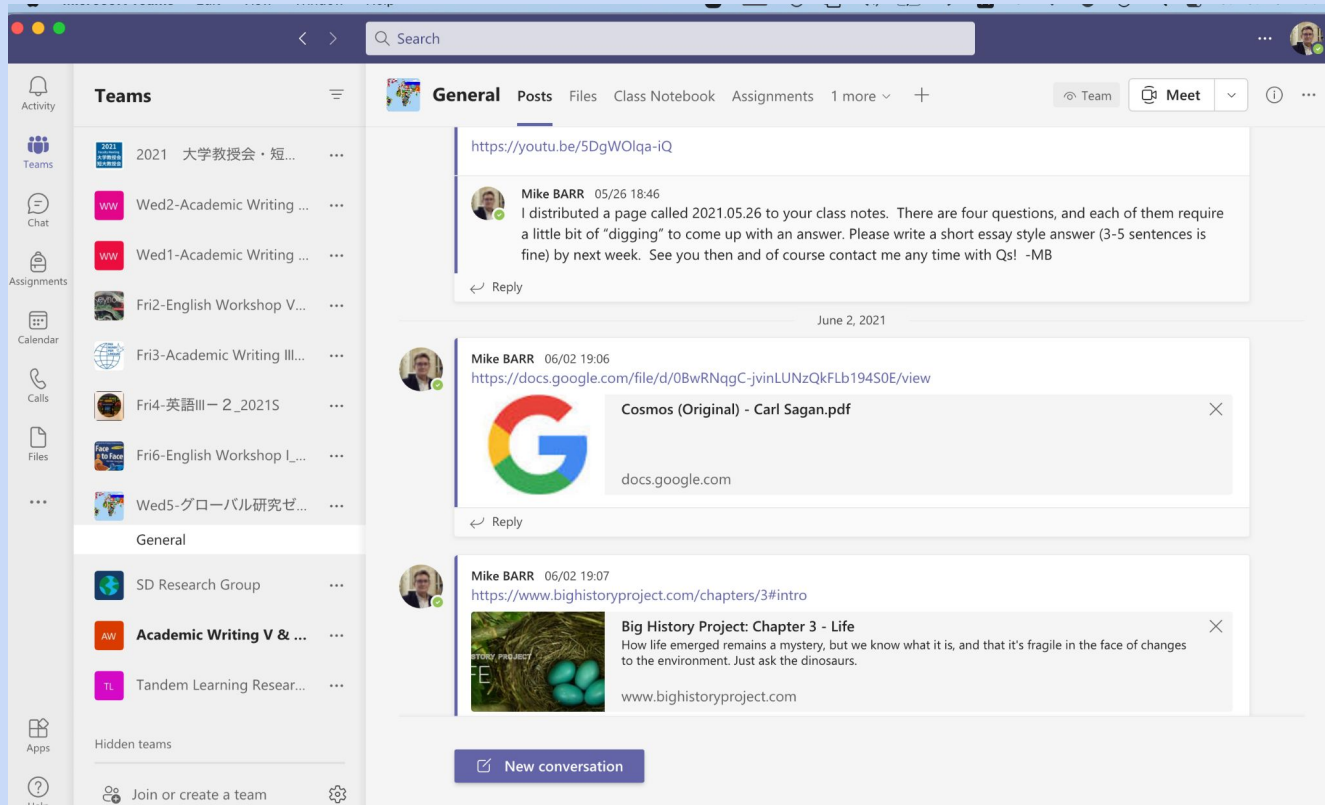 Search
Activity
Teams
Chat
Assignments
Calendar
Calls
Files
Apps
Teams
2021 大学教授会・短...
WW Wed2-Academic Writing ...
WW Wed1-Academic Writing ...
Fri2-English Workshop V...
Fri3-Academic Writing III...
Fri4-英語III－２_2021S
Face to Face
Fri6-English Workshop I_...
Wed5-グローバル研究ゼ...
General
SD Research Group
AW Academic Writing V & ...
TL Tandem Learning Resear...
Hidden teams
Join or create a team
General Posts Files Class Notebook Assignments 1 more
Team Meet
https://youtu.be/5DgWOlqa-iQ
Mike BARR 05/26 18:46
I distributed a page called 2021.05.26 to your class notes. There are four questions, and each of them require
a little bit of “digging” to come up with an answer. Please write a short essay style answer (3-5 sentences is
fine) by next week. See you then and of course contact me any time with Qs! -MB
Reply
June 2, 2021
Mike BARR 06/02 19:06
https://docs.google.com/file/d/0BwRNqgC-jvinLUNzQkFLb194S0E/view
Cosmos (Original) - Carl Sagan.pdf
docs.google.com
Reply
Mike BARR 06/02 19:07
https://www.bighistoryproject.com/chapters/3#intro
Big History Project: Chapter 3 - Life
How life emerged remains a mystery, but we know what it is, and that it's fragile in the face of changes
to the environment. Just ask the dinosaurs.
www.bighistoryproject.com
New conversation